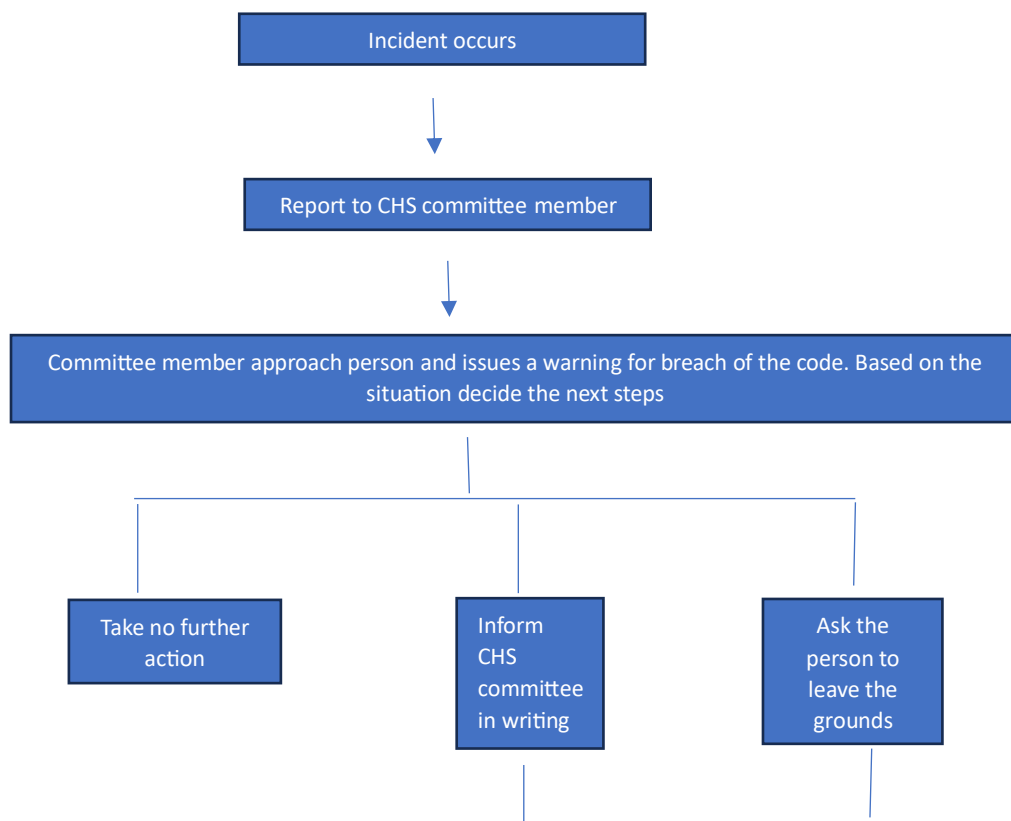 Incident occurs
Report to CHS committee member
Committee member approach person and issues a warning for breach of the code. Based on the
situation decide the next steps
Take no further
action
Inform
CHS
committee
in writing
Ask the
person to
leave the
grounds